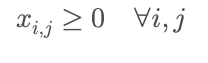 x_{i,j} ≥ 0 ∀i, j